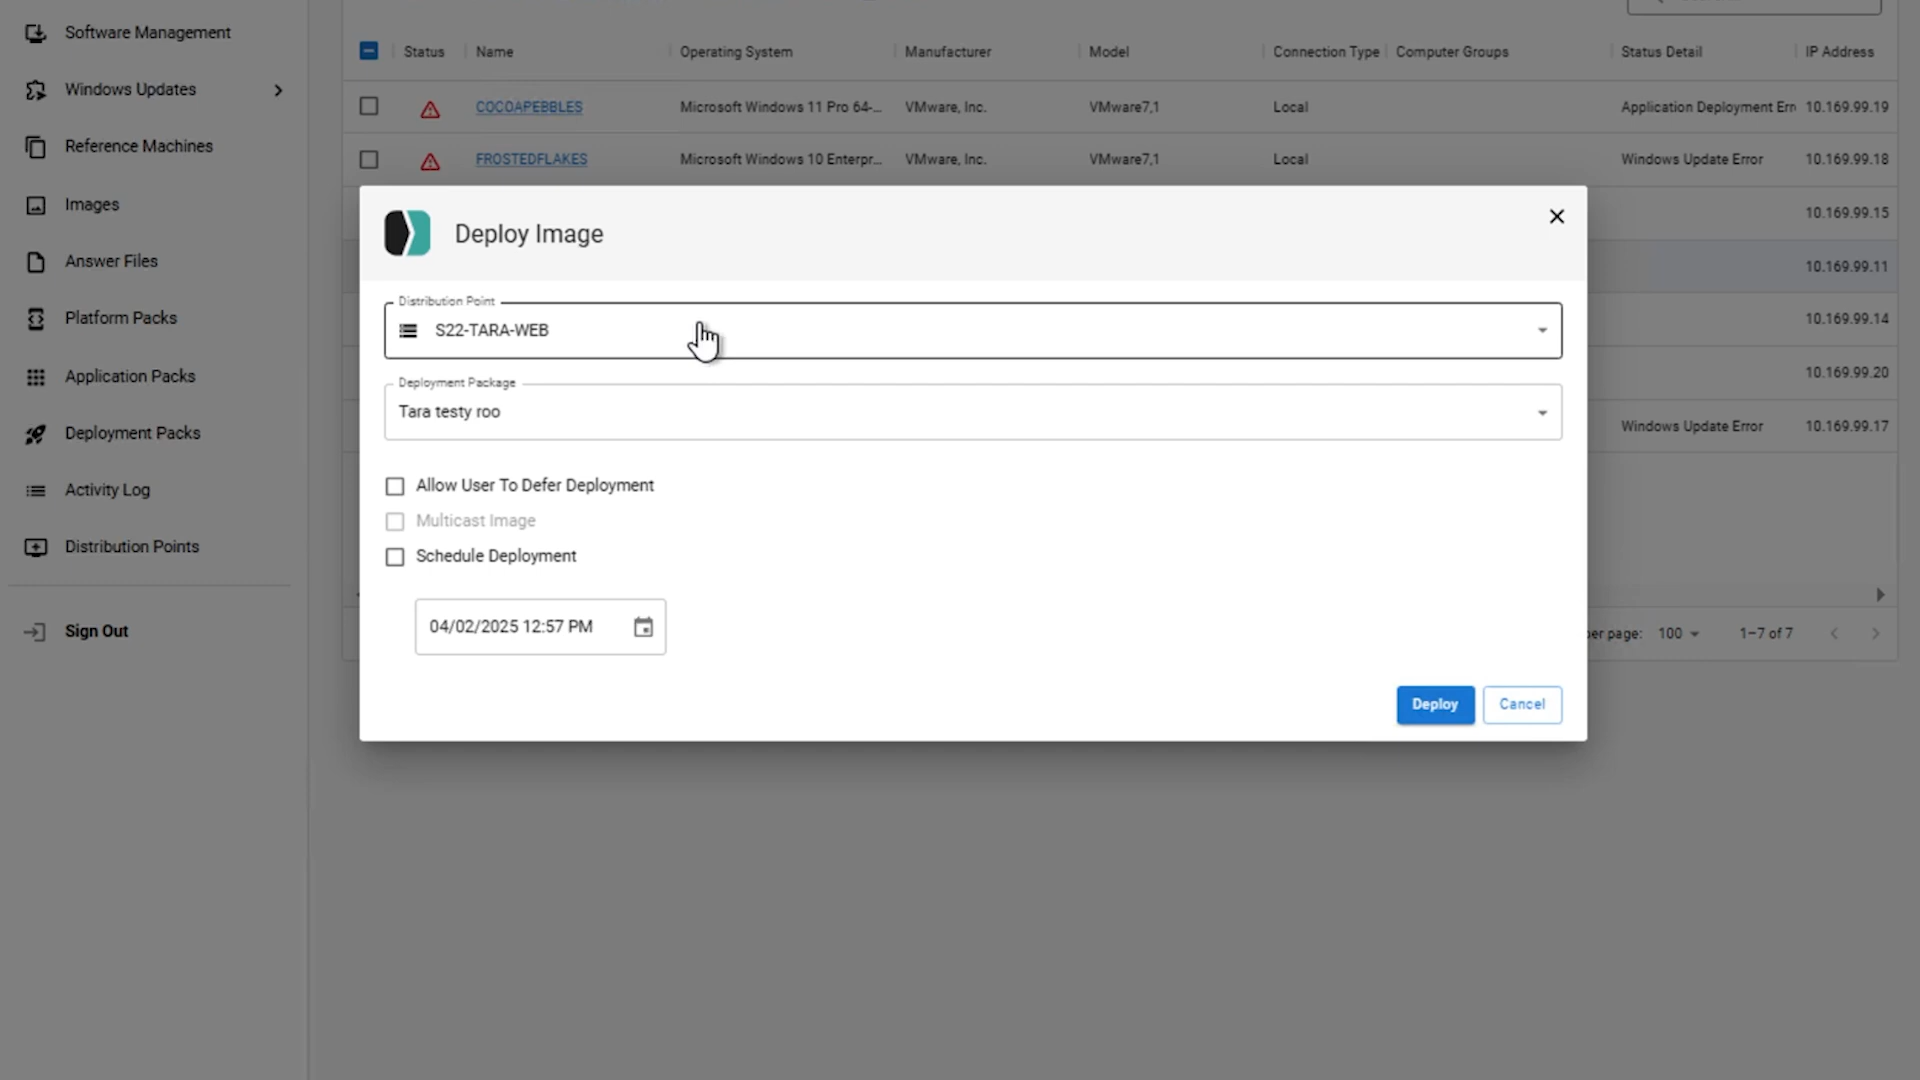 Software Management
Windows Updates
Reference Machines
Images
Answer Files
Platform Packs
Application Packs
Deployment Packs
Activity Log
Distribution Points
Sign Out
Status Name Operating System Manufacturer Model Connection Type Computer Groups Status Detail IP Address
COCOAPEBBLES Microsoft Windows 11 Pro 64-... VMware, Inc. VMware7,1 Local Application Deployment Err 10.169.99.19
FROSTEDFLAKES Microsoft Windows 10 Enterpr... VMware, Inc. VMware7,1 Local Windows Update Error 10.169.99.18
10.169.99.15
10.169.99.11
10.169.99.14
10.169.99.20
Windows Update Error 10.169.99.17
Deploy Image
Distribution Point
S22-TARA-WEB
Deployment Package
Tara testy roo
Allow User To Defer Deployment
Multicast Image
Schedule Deployment
04/02/2025 12:57 PM
Deploy Cancel
per page: 100 1–7 of 7